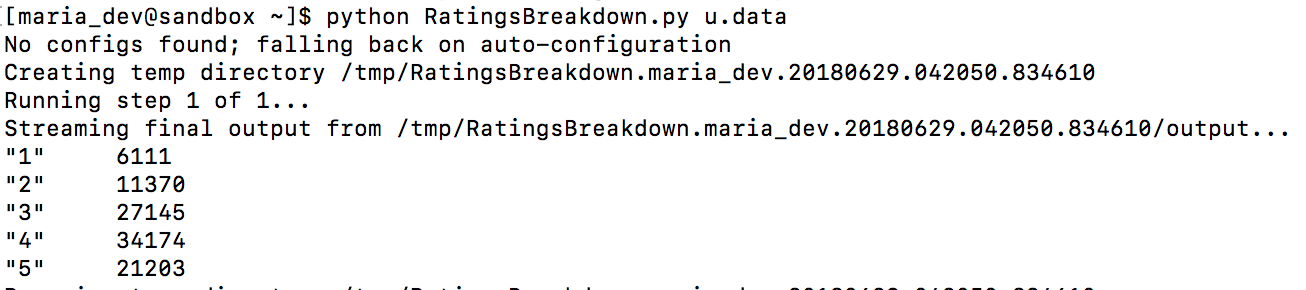 [maria_dev@sandbox ~]$ python RatingsBreakdown.py u.data
No configs found; falling back on auto-configuration
Creating temp directory /tmp/RatingsBreakdown.maria_dev.20180629.042050.834610
Running step 1 of 1...
Streaming final output from /tmp/RatingsBreakdown.maria_dev.20180629.042050.834610/output...
"1"	6111
"2"	11370
"3"	27145
"4"	34174
"5"	21203